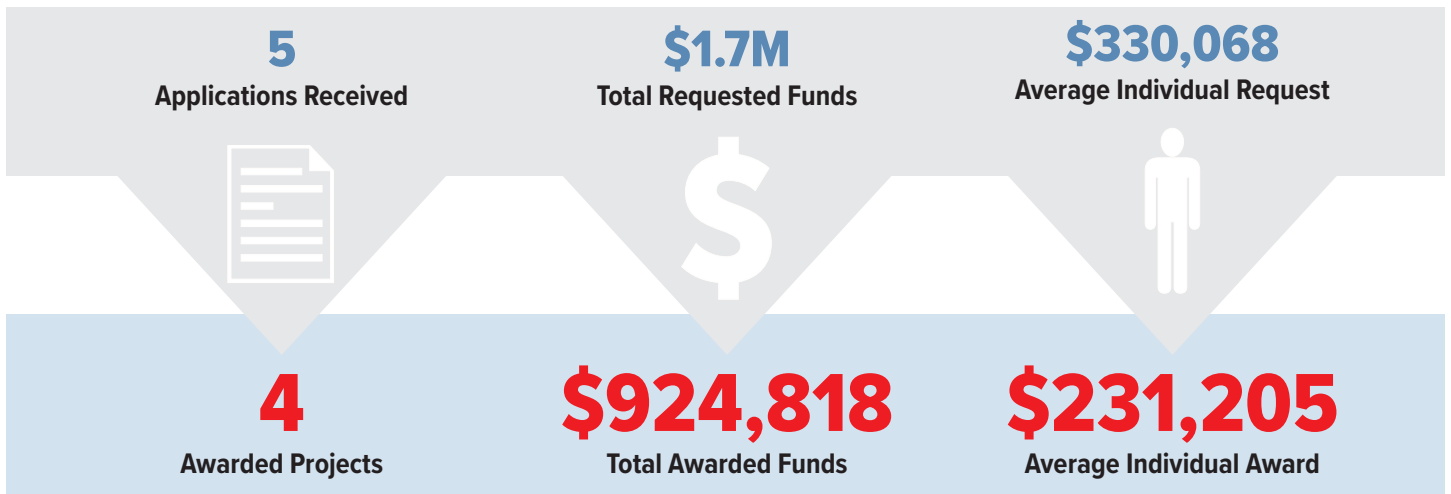 5
Applications Received
$1.7M
Total Requested Funds
$330,068
Average Individual Request
$
4
Awarded Projects
$924,818
Total Awarded Funds
$231,205
Average Individual Award